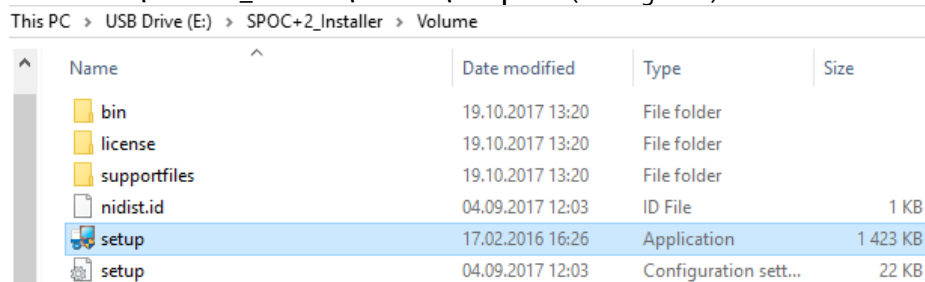 This PC > USB Drive (E:) > SPOC+2_Installer > Volume
Name Date modified Type Size
bin 19.10.2017 13:20 File folder
license 19.10.2017 13:20 File folder
supportfiles 19.10.2017 13:20 File folder
nidist.id 04.09.2017 12:03 ID File 1 KB
setup 17.02.2016 16:26 Application 1 423 KB
setup 04.09.2017 12:03 Configuration sett... 22 KB